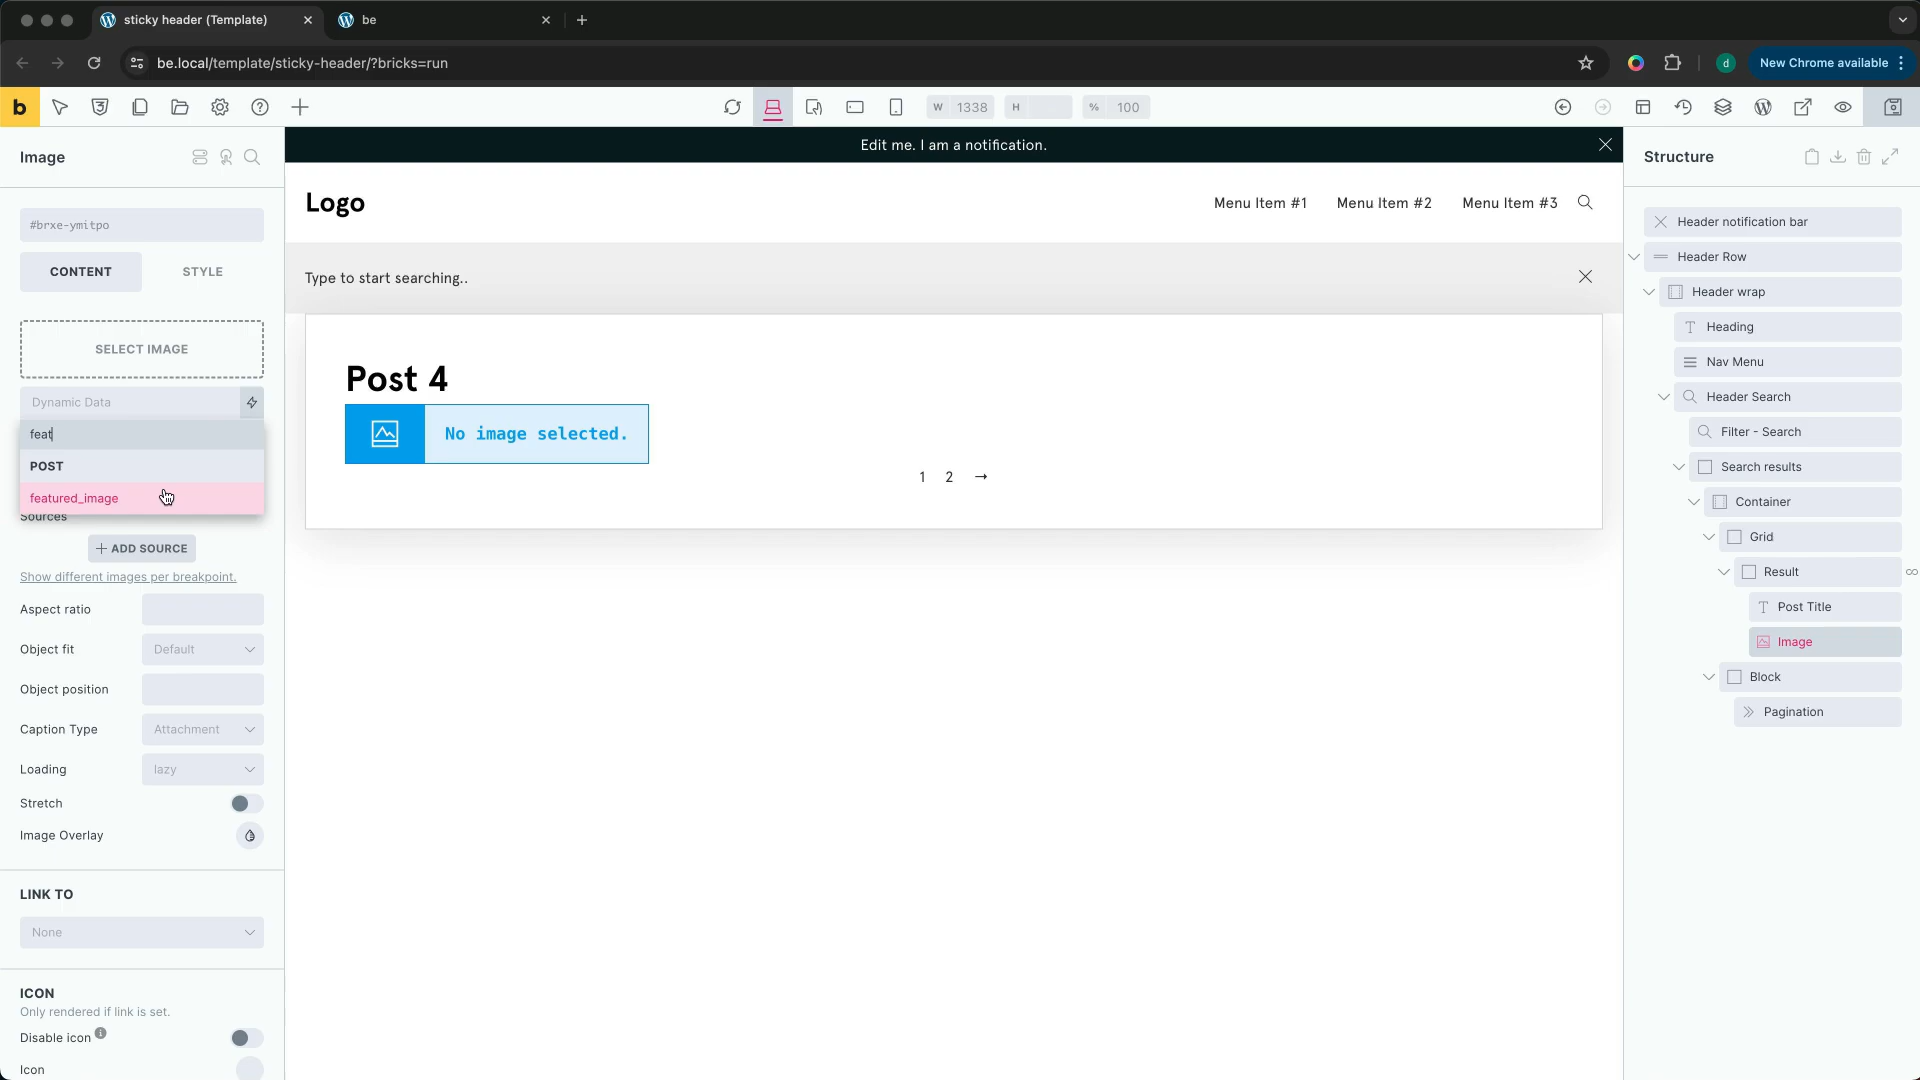 sticky header (Template)
be
be.local/template/sticky-header/?bricks=run
d
New Chrome available
b
W 1338
H
% 100
Image
#brxe-ymitpo
CONTENT
STYLE
SELECT IMAGE
Dynamic Data
feat
POST
featured_image
Sources
+ ADD SOURCE
Show different images per breakpoint.
Aspect ratio
Object fit
Default
Object position
Caption Type
Attachment
Loading
lazy
Stretch
Image Overlay
LINK TO
None
ICON
Only rendered if link is set.
Disable icon
Icon
Edit me. I am a notification.
Logo
Menu Item #1
Menu Item #2
Menu Item #3
Type to start searching..
Post 4
No image selected.
1 2 →
Structure
Header notification bar
Header Row
Header wrap
Heading
Nav Menu
Header Search
Filter - Search
Search results
Container
Grid
Result
Post Title
Image
Block
Pagination